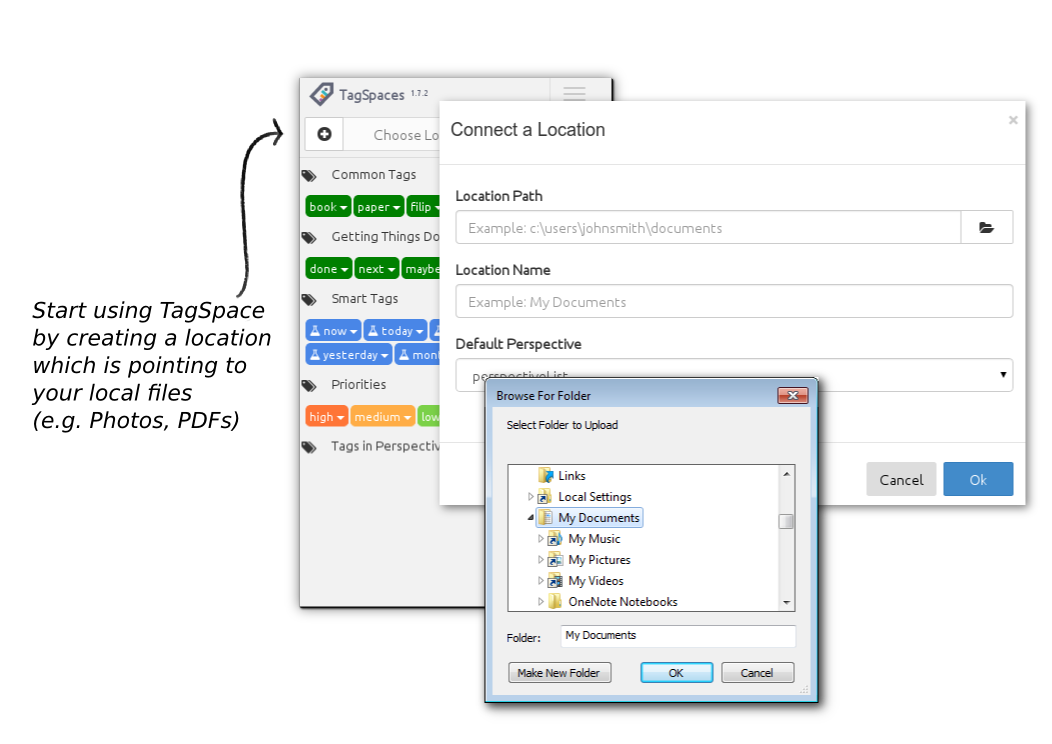 TagSpaces 1.7.2
Choose Lo
Common Tags
book paper Filip
Getting Things Do
done next maybe
Smart Tags
now today
yesterday mont
Priorities
high medium low
Tags in Perspectiv
Start using TagSpace
by creating a location
which is pointing to
your local files
(e.g. Photos, PDFs)
Connect a Location ×
Location Path
Example: c:\users\johnsmith\documents
Location Name
Example: My Documents
Default Perspective
perspectiveList
Cancel Ok
Browse For Folder
Select Folder to Upload
Links
Local Settings
My Documents
My Music
My Pictures
My Videos
OneNote Notebooks
Folder: My Documents
Make New Folder OK Cancel